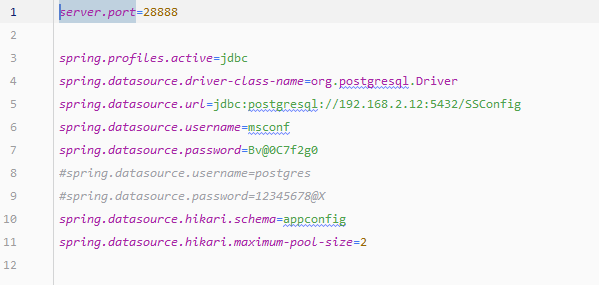 1 server.port=28888
2
3 spring.profiles.active=jdbc
4 spring.datasource.driver-class-name=org.postgresql.Driver
5 spring.datasource.url=jdbc:postgresql://192.168.2.12:5432/SSConfig
6 spring.datasource.username=msconf
7 spring.datasource.password=Bv@0C7f2g0
8 #spring.datasource.username=postgres
9 #spring.datasource.password=12345678@X
10 spring.datasource.hikari.schema=appconfig
11 spring.datasource.hikari.maximum-pool-size=2
12